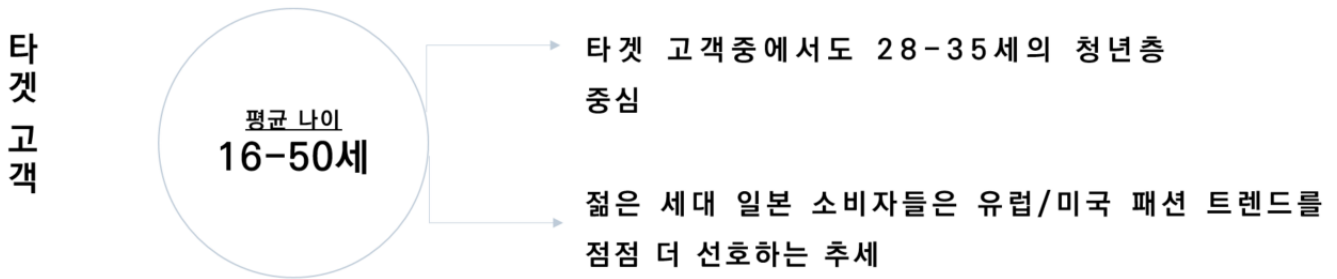 타겟 고객
평균 나이
16-50세
타겟 고객중에서도 28-35세의 청년층
중심
젊은 세대 일본 소비자들은 유럽/미국 패션 트렌드를
점점 더 선호하는 추세